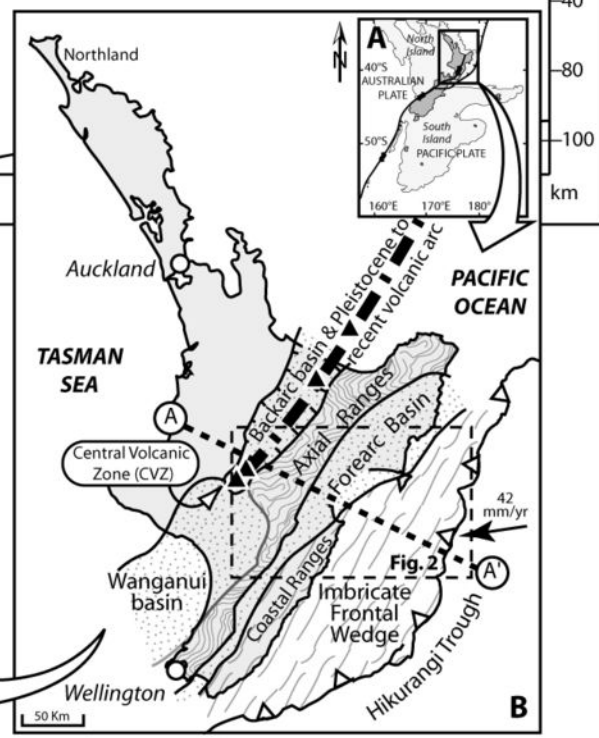 40
80
100
km
A
N
North
Island
40°S
AUSTRALIAN
PLATE
50°S
South
Island
PACIFIC PLATE
160°E 170°E 180°
Northland
Auckland
PACIFIC
OCEAN
TASMAN
SEA
Backarc basin & Pleistocene to
recent volcanic arc
A
Central Volcanic
Zone (CVZ)
Axial Ranges
Forearc Basin
42
mm/yr
Fig. 2
A'
Wanganui
basin
Coastal Ranges
Imbricate
Frontal
Wedge
Hikurangi Trough
Wellington
50 Km
B